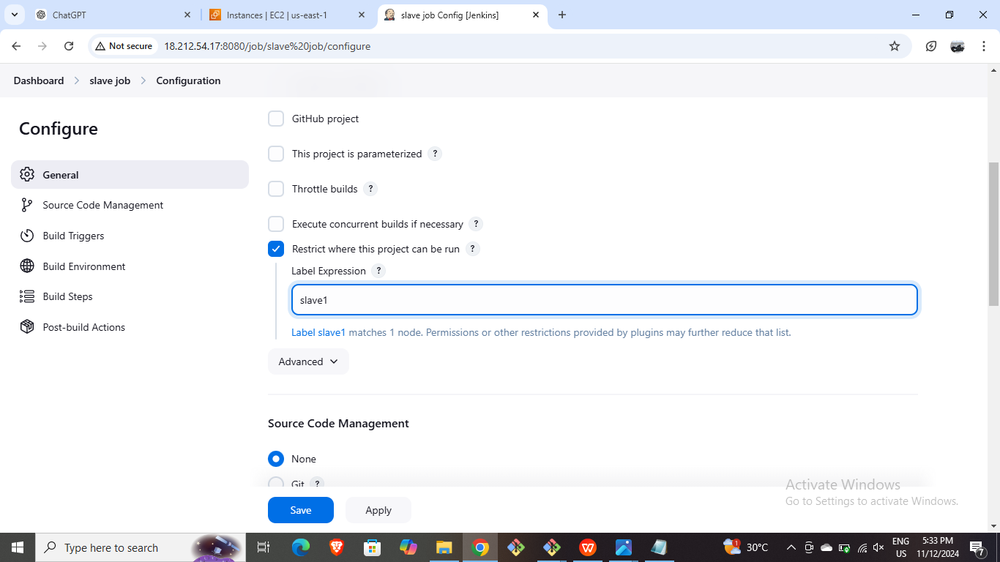 ChatGPT
Instances | EC2 | us-east-1
slave job Config [Jenkins]
Not secure
18.212.54.17:8080/job/slave%20job/configure
Dashboard
slave job
Configuration
Configure
General
Source Code Management
Build Triggers
Build Environment
Build Steps
Post-build Actions
GitHub project
This project is parameterized ?
Throttle builds ?
Execute concurrent builds if necessary ?
Restrict where this project can be run ?
Label Expression ?
slave1
Label slave1 matches 1 node. Permissions or other restrictions provided by plugins may further reduce that list.
Advanced
Source Code Management
None
Git ?
Save
Apply
Activate Windows
Go to Settings to activate Windows.
Type here to search
1
30°C
ENG
US
5:33 PM
11/12/2024
7